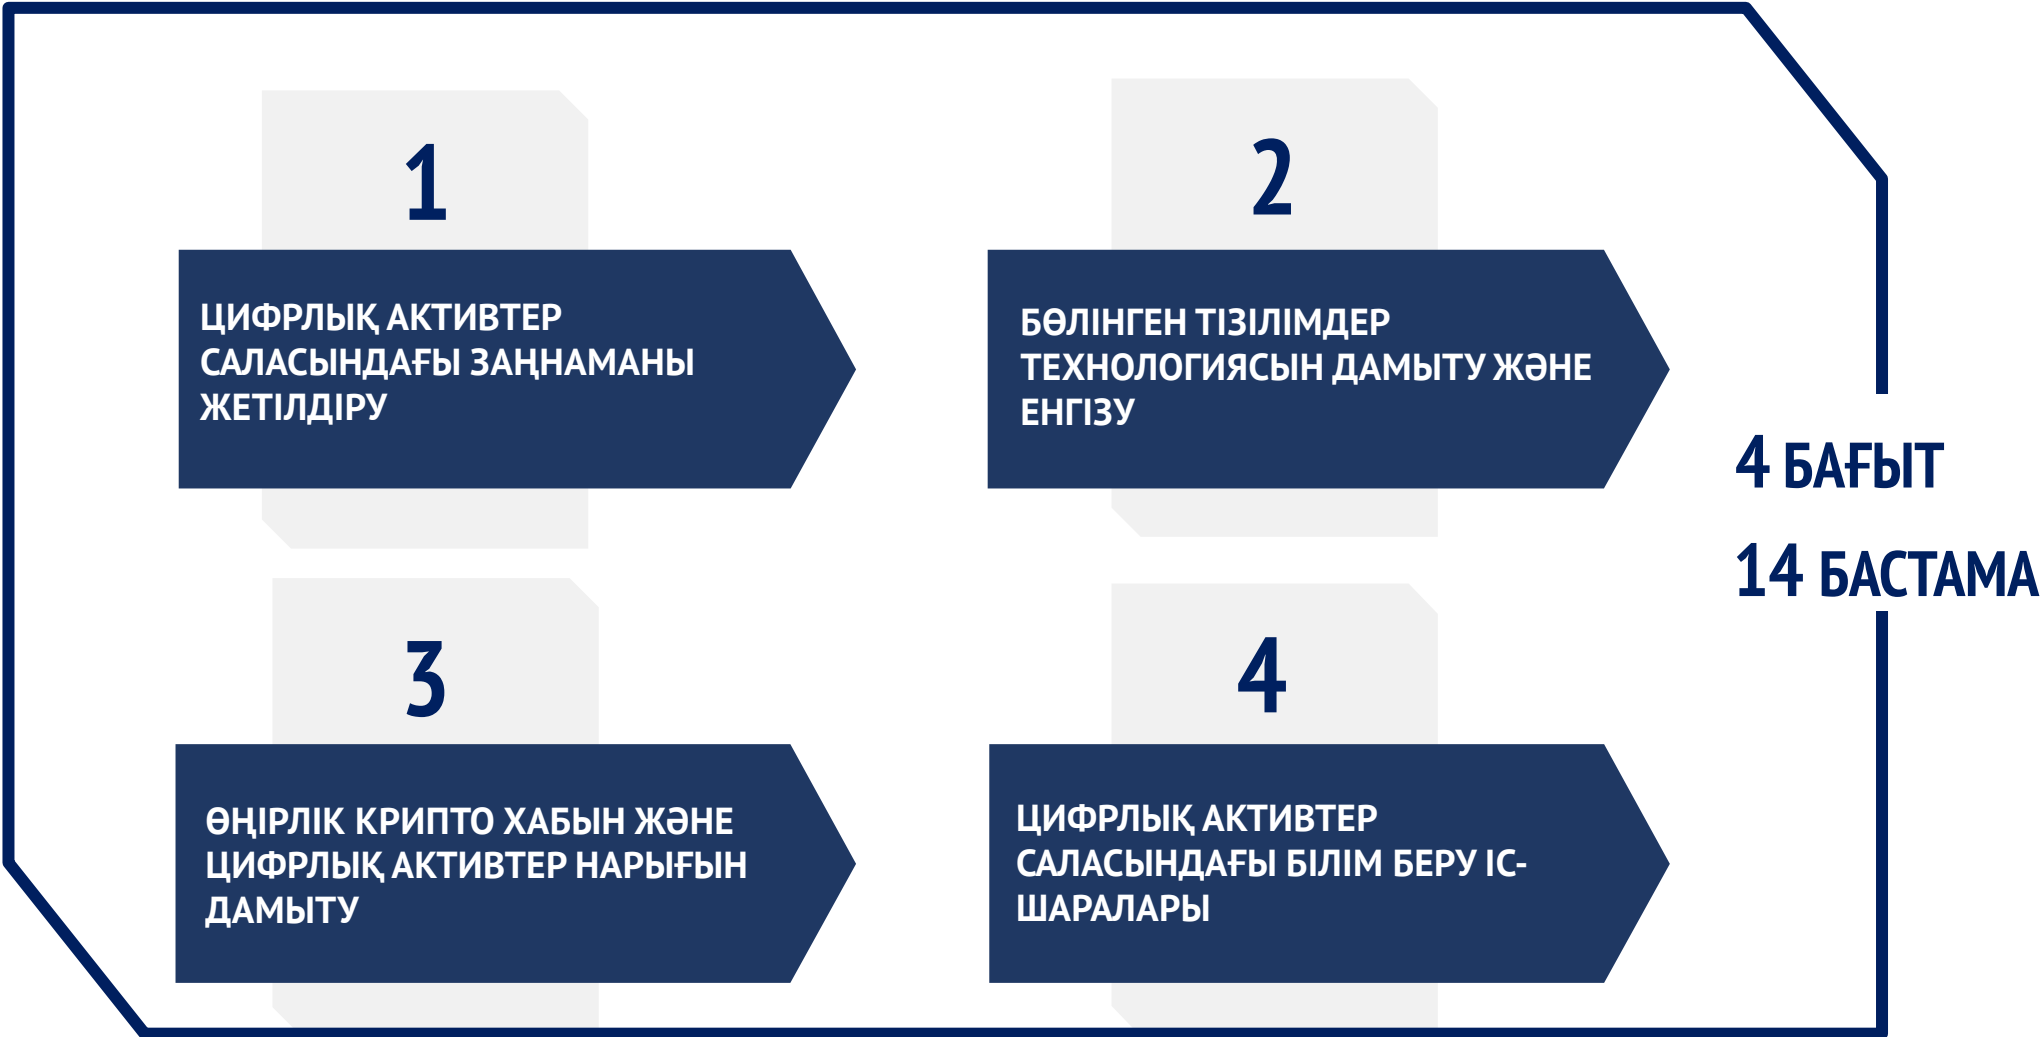 1
ЦИФРЛЫҚ АКТИВТЕР
САЛАСЫНДАҒЫ ЗАҢНАМАНЫ
ЖЕТІЛДІРУ
2
БӨЛІНГЕН ТІЗІЛІМДЕР
ТЕХНОЛОГИЯСЫН ДАМЫТУ ЖӘНЕ
ЕНГІЗУ
3
ӨҢІРЛІК КРИПТО ХАБЫН ЖӘНЕ
ЦИФРЛЫҚ АКТИВТЕР НАРЫҒЫН
ДАМЫТУ
4
ЦИФРЛЫҚ АКТИВТЕР
САЛАСЫНДАҒЫ БІЛІМ БЕРУ ІС-
ШАРАЛАРЫ
4 БАҒЫТ
14 БАСТАМА